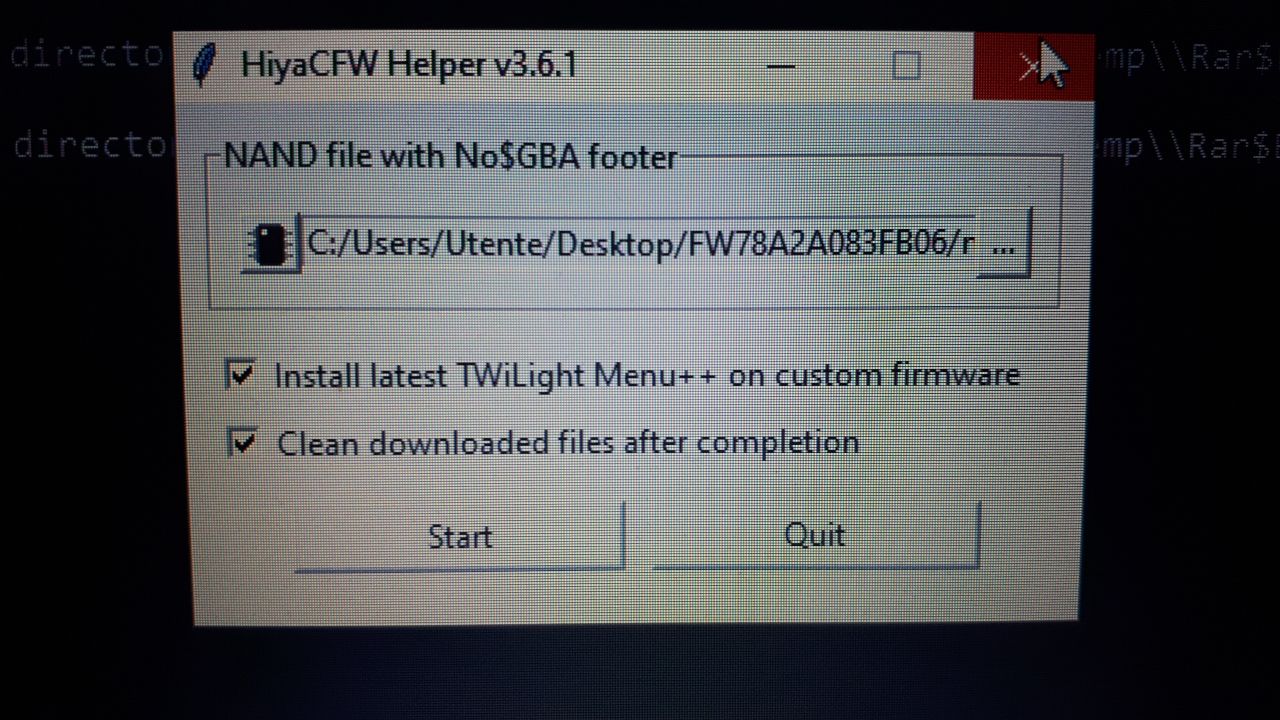 HiyaCFW Helper v3.6.1
directo mp\\Rar$
directo mp\\Rar$
NAND file with No$GBA footer
C:/Users/Utente/Desktop/FW78A2A083FB06/r ...
Install latest TWiLight Menu++ on custom firmware
Clean downloaded files after completion
Start Quit